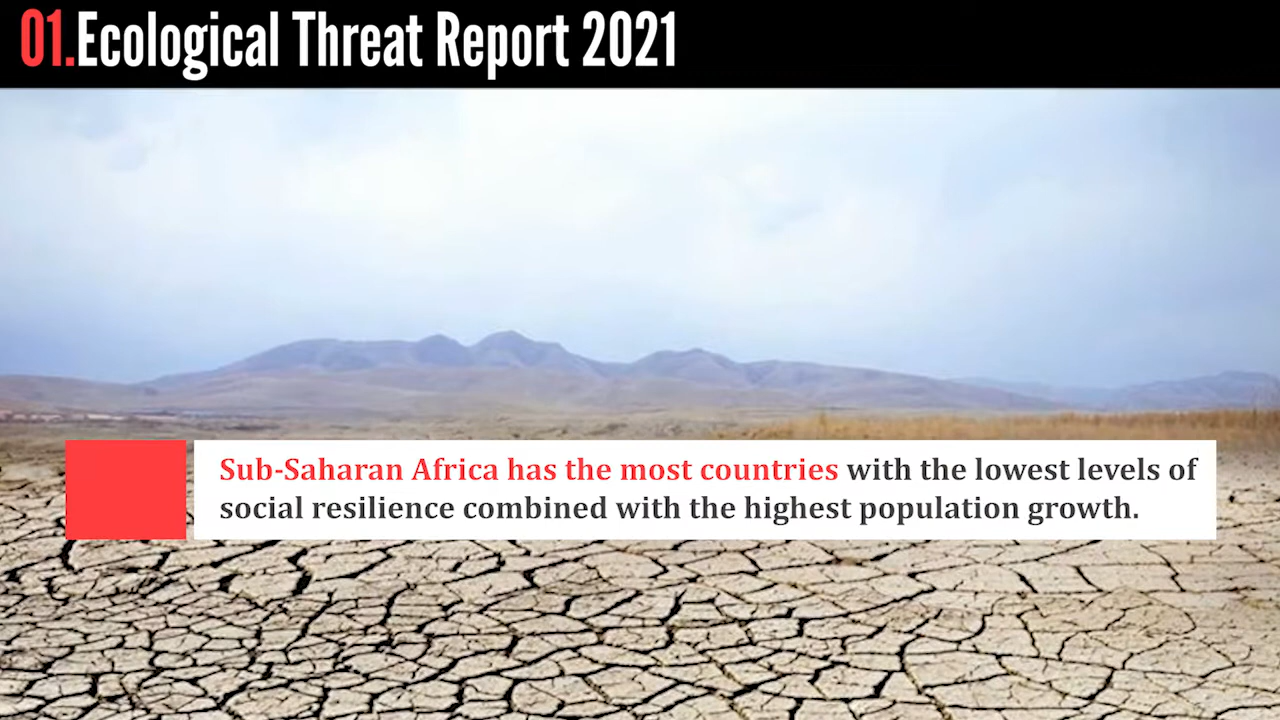 01.Ecological Threat Report 2021
Sub-Saharan Africa has the most countries with the lowest levels of
social resilience combined with the highest population growth.